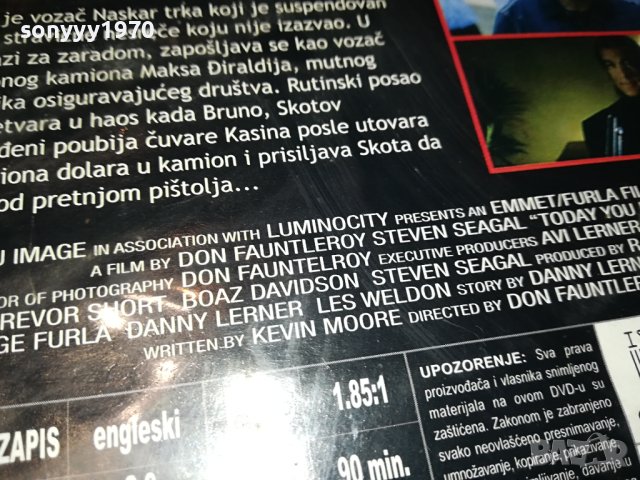 sonyyy1970
je vozač Naskar trka koji je suspendovan
koju nije izazvao. U
zi za zaradom, zapošljava se kao vozač
nog kamiona Maksa Điraldija, mutnog
ika osiguravajućeg društva. Rutinski posao
etvara u haos kada Bruno, Skotov
đeni poubija čuvare Kasina posle utovara
iona dolara u kamion i prisiljava Skota da
od pretnjom pištolja...
U IMAGE IN ASSOCIATION WITH LUMINOCITY PRESENTS AN EMMET/FURLA FI
A FILM BY DON FAUNTLEROY STEVEN SEAGAL "TODAY YOU
OR OF PHOTOGRAPHY DON FAUNTELROY EXECUTIVE PRODUCERS AVI LERNER
REVOR SHORT BOAZ DAVIDSON STEVEN SEAGAL PRODUCED BY R
GE FURLA DANNY LERNER LES WELDON STORY BY DANNY LERN
WRITTEN BY KEVIN MOORE DIRECTED BY DON FAUNTLE
ZAPIS engleski 1.85:1
90 min.
UPOZORENJE: Sva prava
proizvođača i vlasnika snimljenog
materijala na ovom DVD-u su
zaštićena. Zakonom je zabranjeno
svako neovlašćeno presnimavanje,
umnožavanje, kopiranje, prikazivanje,
BAZAR